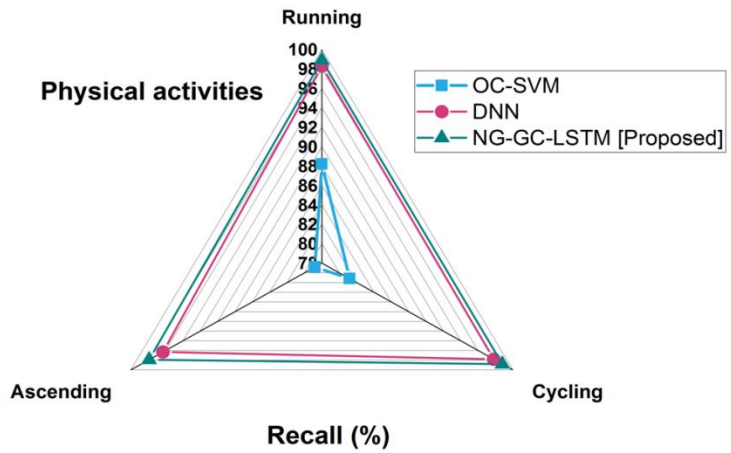 Running
Physical activities
100
98
96
94
92
90
88
86
84
82
80
78
OC-SVM
DNN
NG-GC-LSTM [Proposed]
Ascending
Cycling
Recall (%)